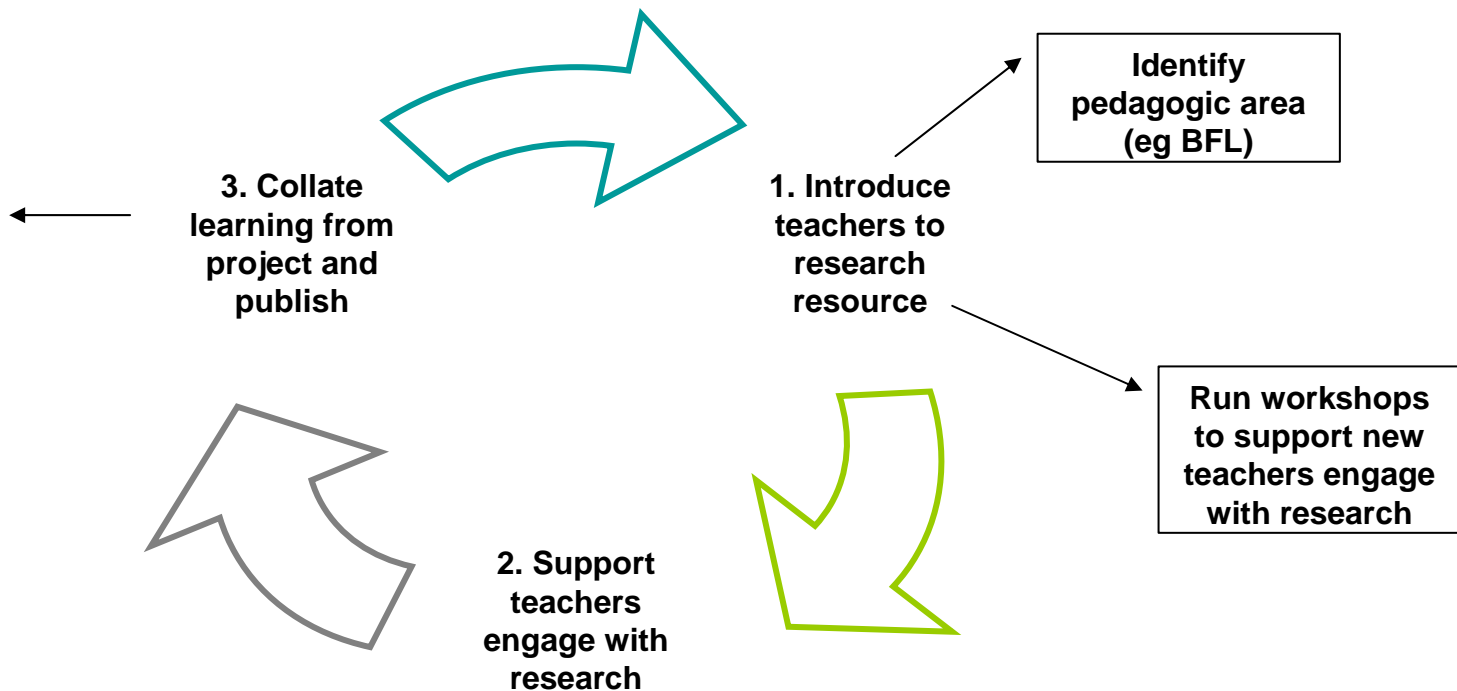 Identify
pedagogic area
(eg BFL)
3. Collate
learning from
project and
publish
1. Introduce
teachers to
research
resource
Run workshops
to support new
teachers engage
with research
2. Support
teachers
engage with
research